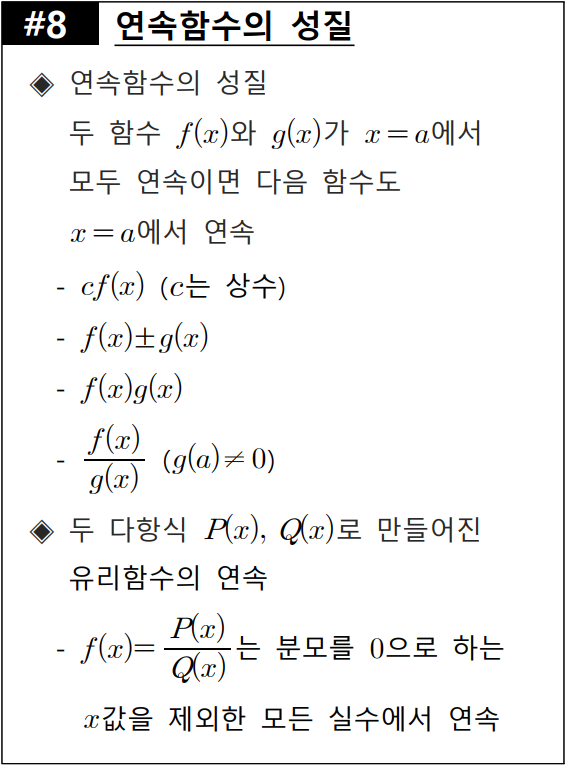 #8 연속함수의 성질
◈ 연속함수의 성질
두 함수 f(x)와 g(x)가 x=a에서
모두 연속이면 다음 함수도
x=a에서 연속
- cf(x) (c는 상수)
- f(x)±g(x)
- f(x)g(x)
- f(x)/g(x) (g(a)≠0)
◈ 두 다항식 P(x), Q(x)로 만들어진
유리함수의 연속
- f(x)=P(x)/Q(x)는 분모를 0으로 하는
x값을 제외한 모든 실수에서 연속